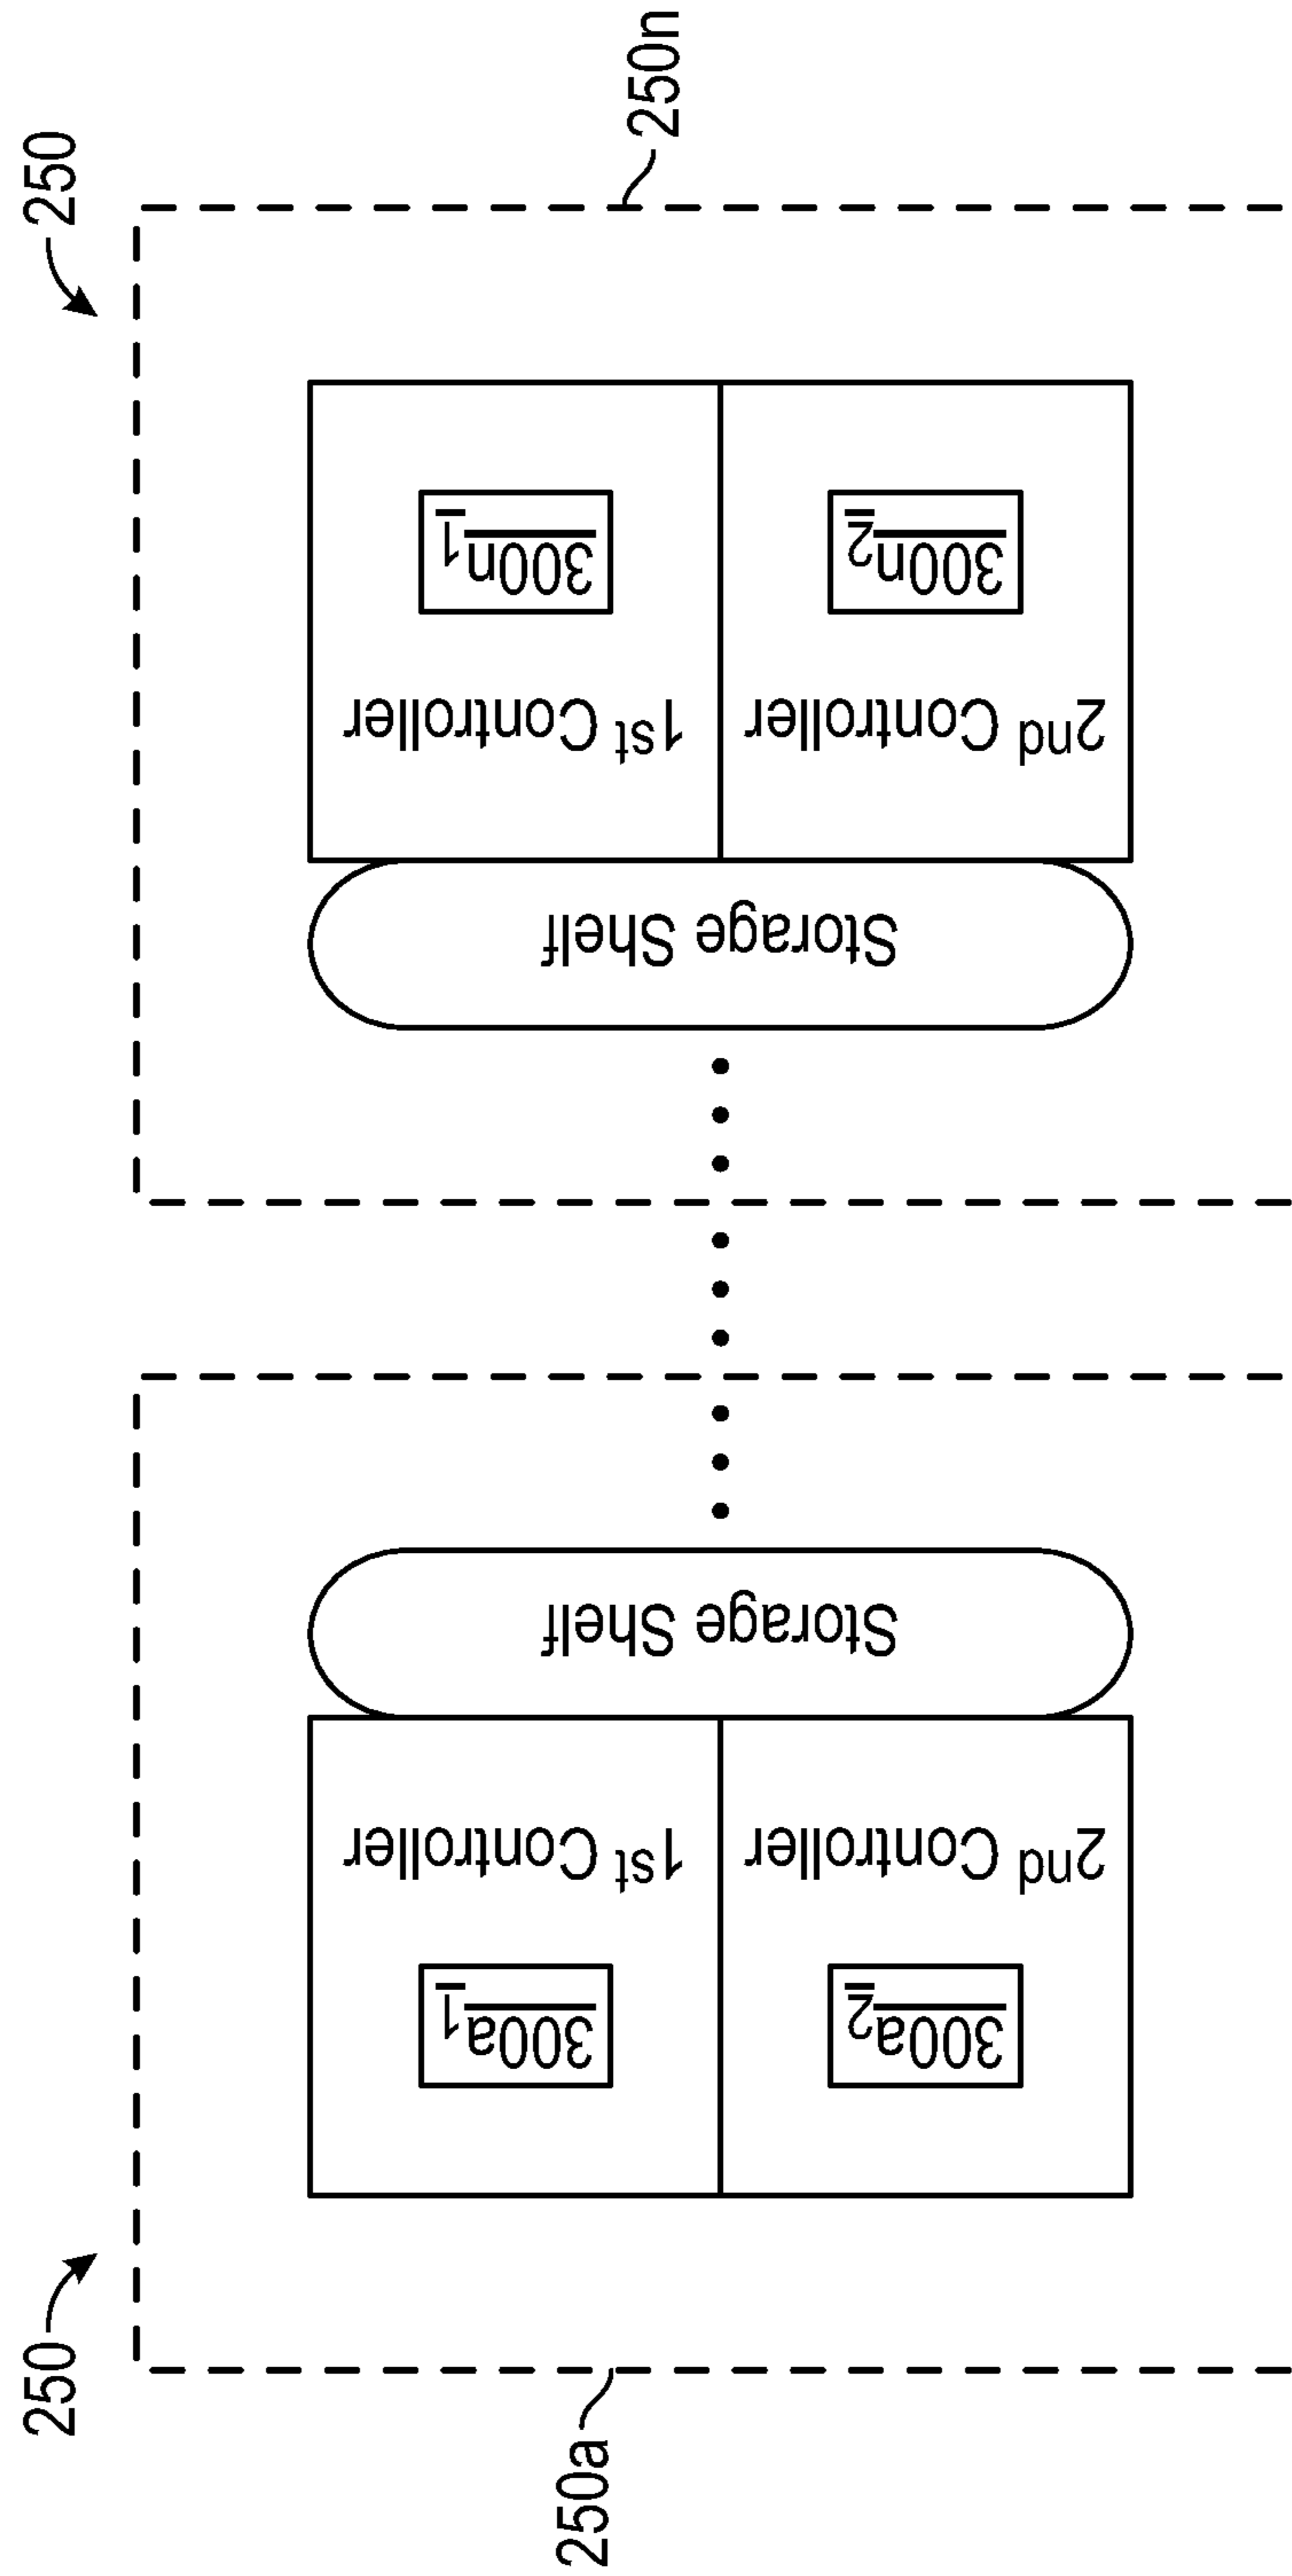 250
250
250a
250n
1st Controller
300a1
2nd Controller
300a2
Storage Shelf
Storage Shelf
1st Controller
300n1
2nd Controller
300n2